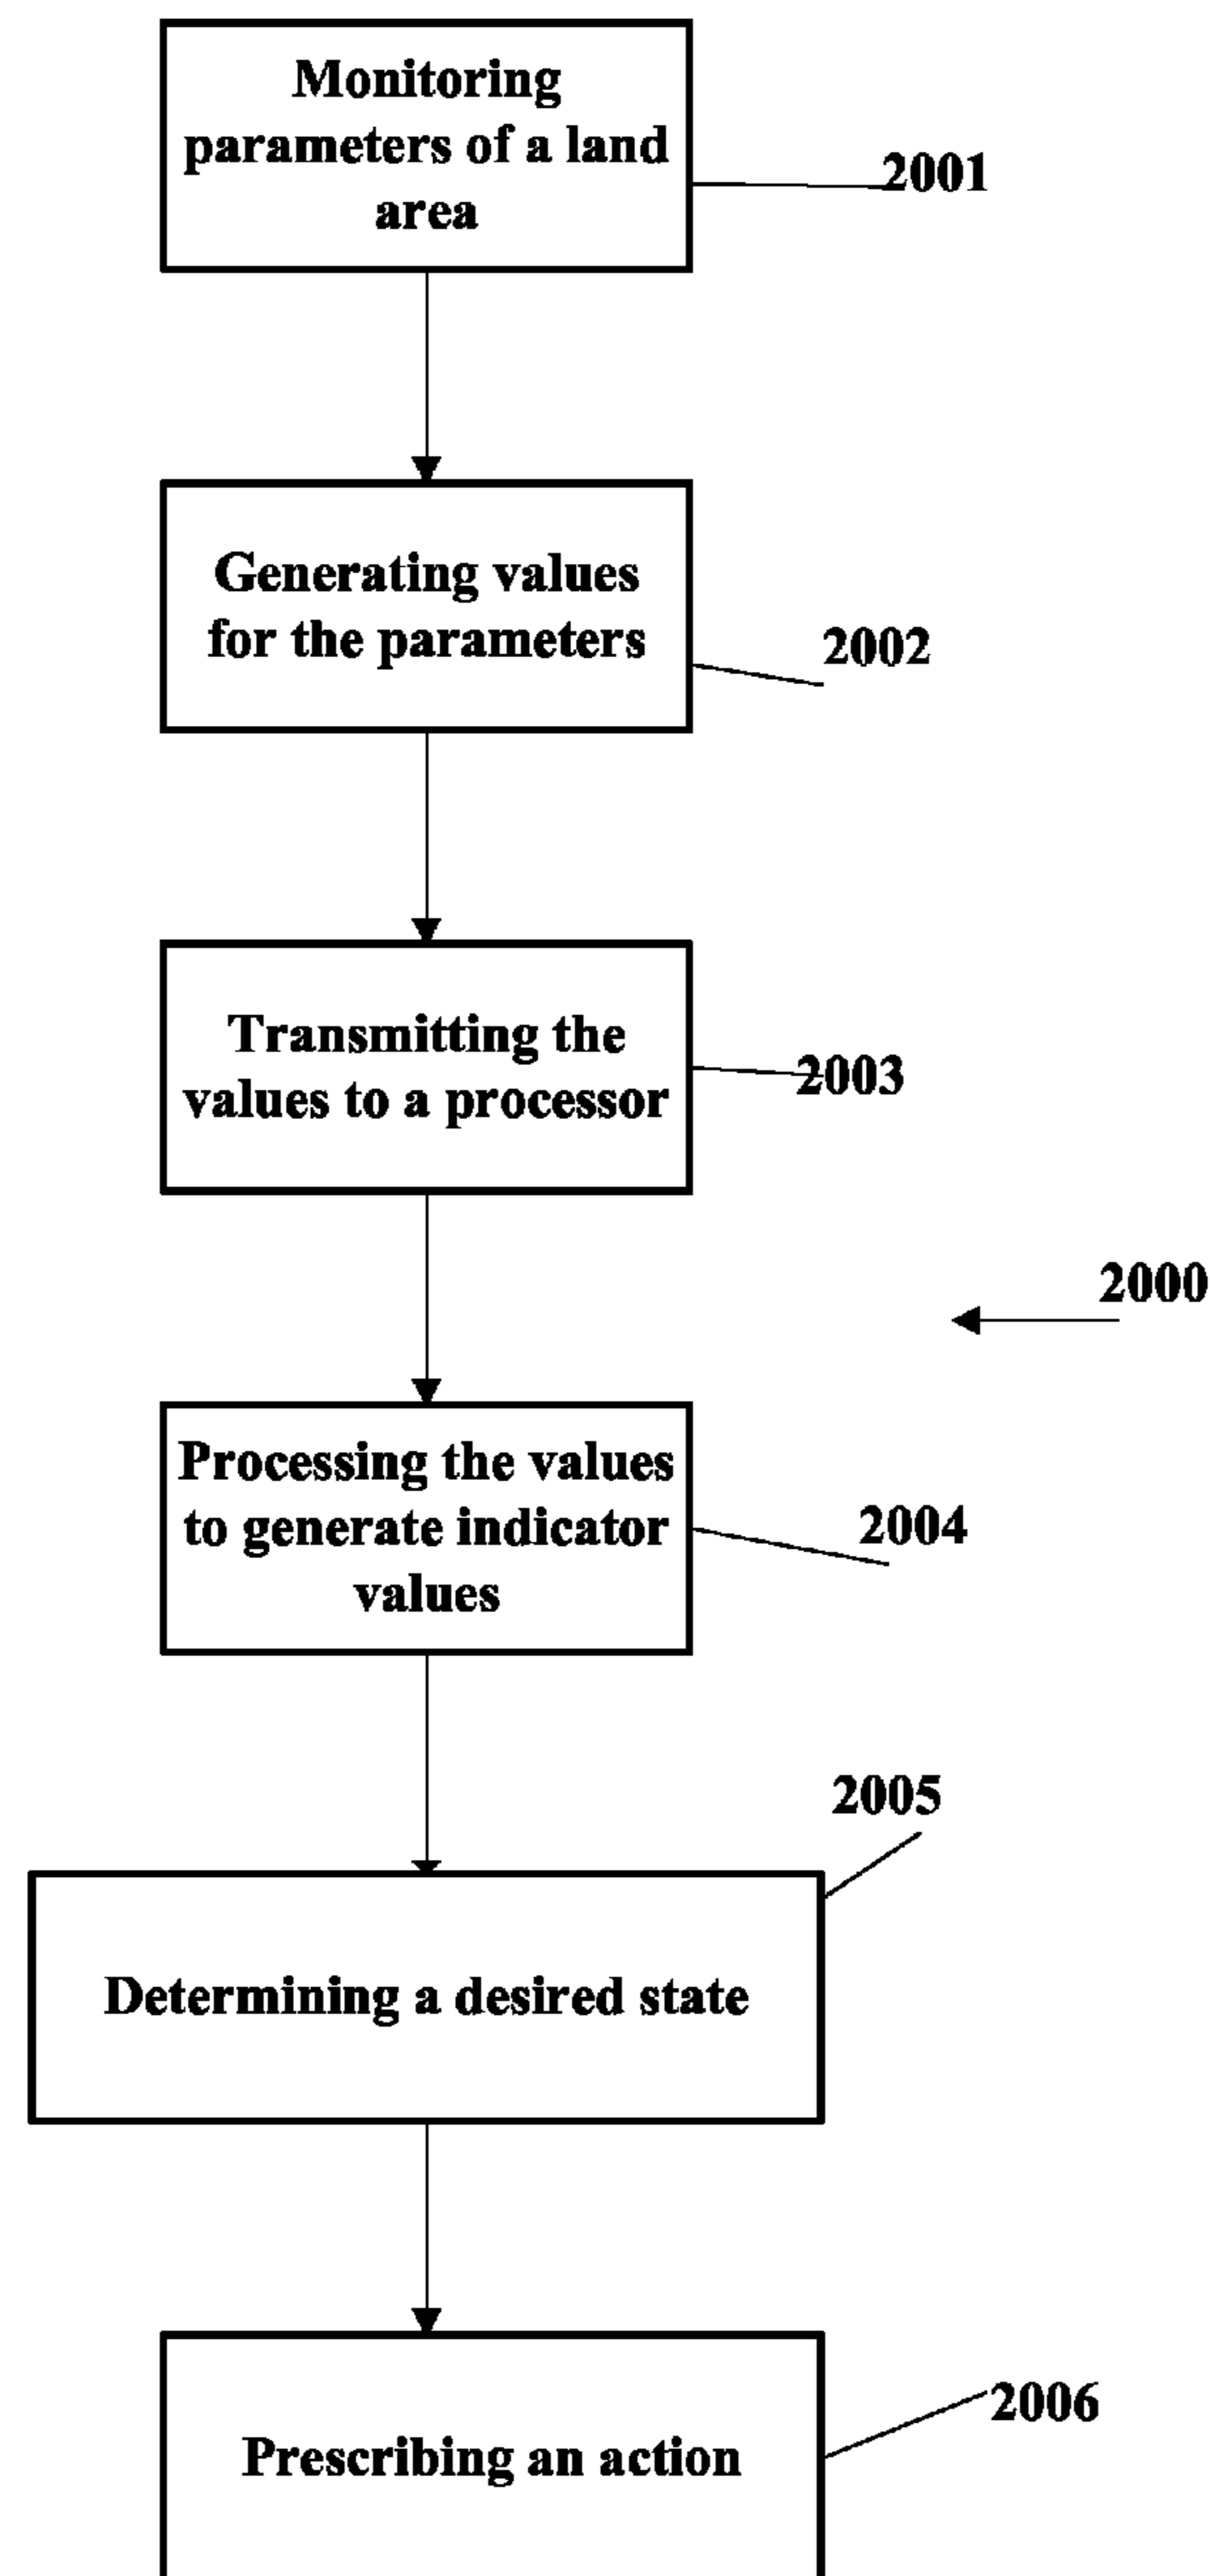 Monitoring
parameters of a land
area
2001
Generating values
for the parameters
2002
Transmitting the
values to a processor
2003
2000
Processing the values
to generate indicator
values
2004
2005
Determining a desired state
2006
Prescribing an action